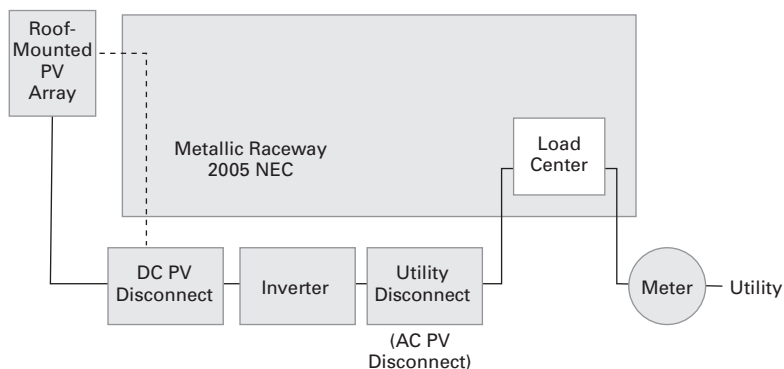 Roof-
Mounted
PV
Array
Metallic Raceway
2005 NEC
Load
Center
DC PV
Disconnect
Inverter
Utility
Disconnect
(AC PV
Disconnect)
Meter
Utility